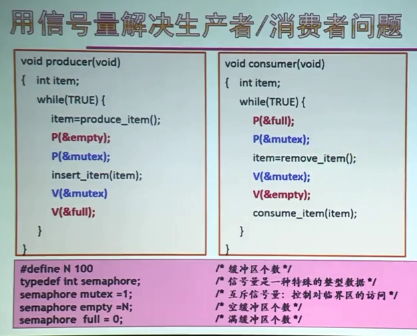 用信号量解决生产者/消费者问题
void producer(void)
{ int item;
while(TRUE) {
item=produce_item();
P(&empty);
P(&mutex);
insert_item(item);
V(&mutex)
V(&full);
}
}
void consumer(void)
{ int item;
while(TRUE) {
P(&full);
P(&mutex);
item=remove_item();
V(&mutex);
V(&empty);
consume_item(item);
}
}
#define N 100 /* 缓冲区个数 */
typedef int semaphore; /* 信号量是一种特殊的整型数据 */
semaphore mutex =1; /* 互斥信号量：控制对临界区的访问 */
semaphore empty =N; /* 空缓冲区个数 */
semaphore full = 0; /* 满缓冲区个数 */